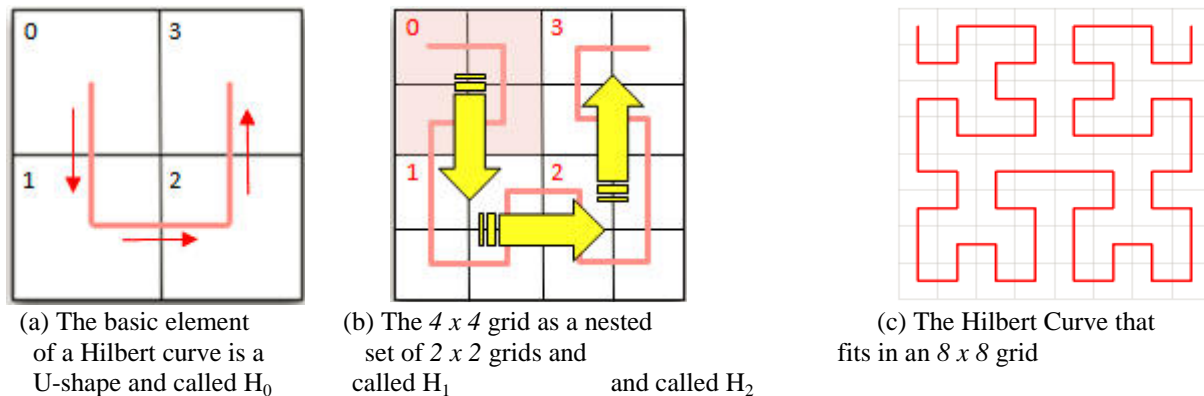 0 3
1 2
0 3
1 2
(a) The basic element
of a Hilbert curve is a
U-shape and called H0
(b) The 4 x 4 grid as a nested
set of 2 x 2 grids and
called H1
(c) The Hilbert Curve that
fits in an 8 x 8 grid
and called H2